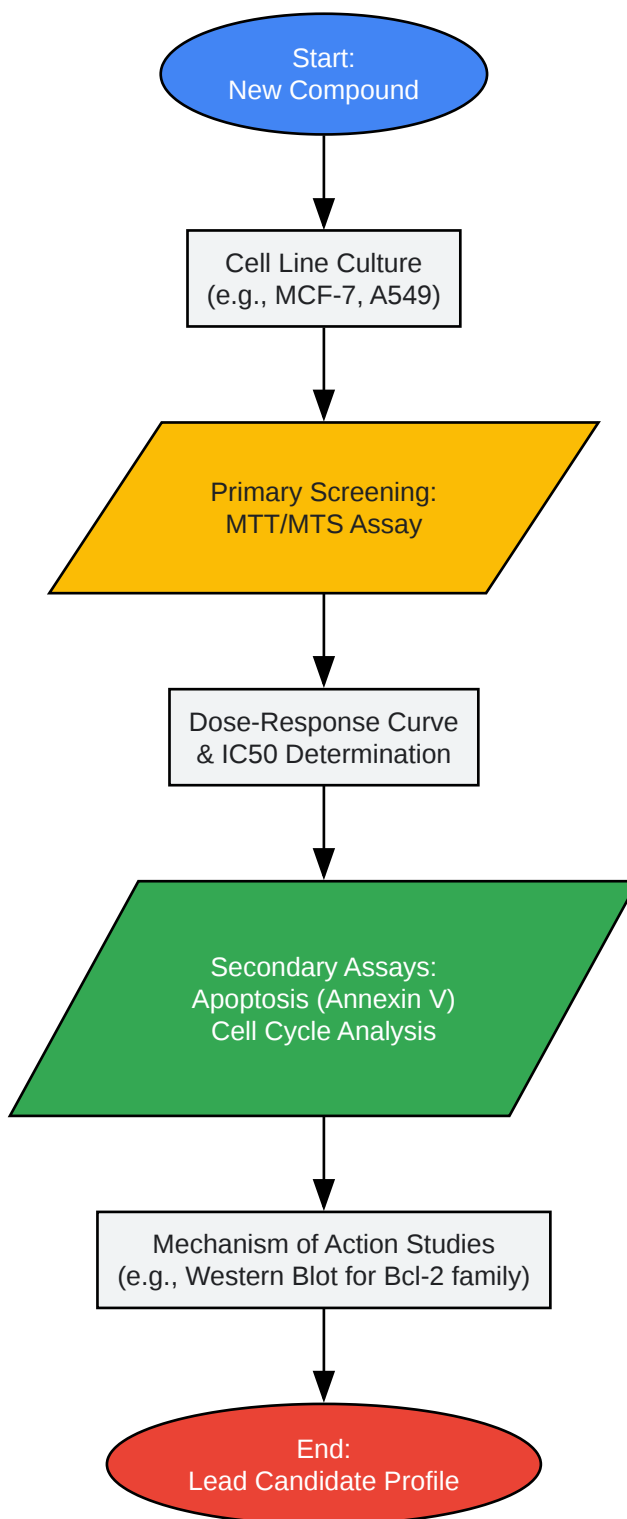 Start:
New Compound
Cell Line Culture
(e.g., MCF-7, A549)
Primary Screening:
MTT/MTS Assay
Dose-Response Curve
& IC50 Determination
Secondary Assays:
Apoptosis (Annexin V)
Cell Cycle Analysis
Mechanism of Action Studies
(e.g., Western Blot for Bcl-2 family)
End:
Lead Candidate Profile